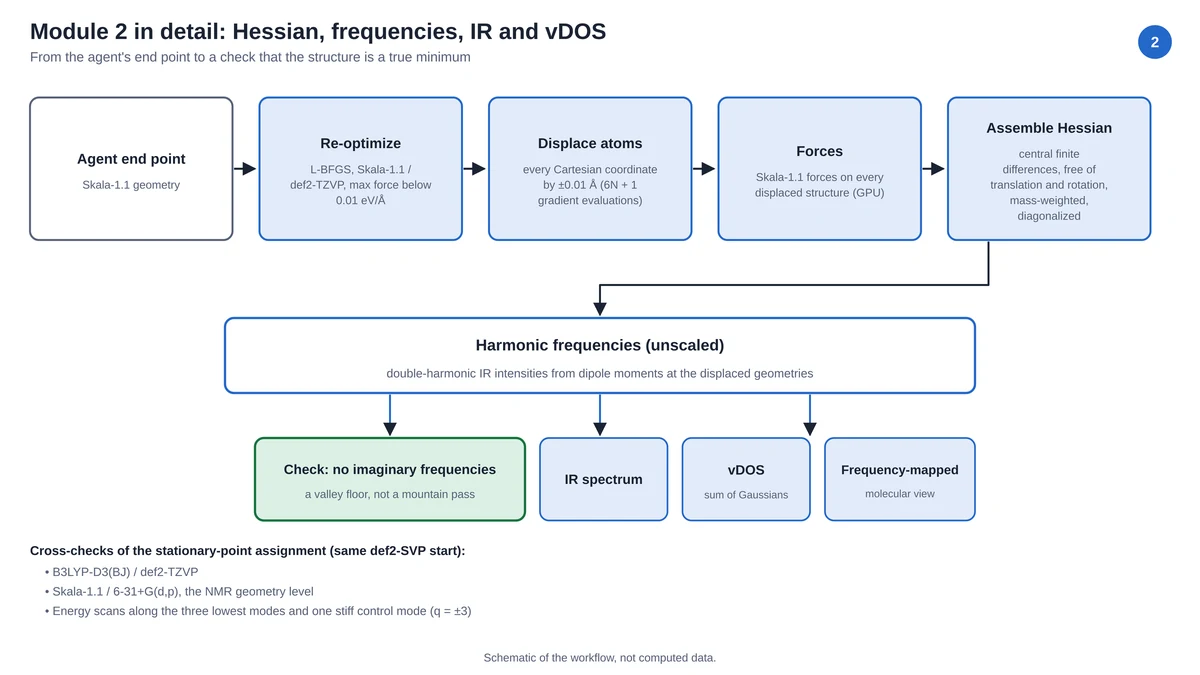 Module 2 in detail: Hessian, frequencies, IR and vDOS
From the agent's end point to a check that the structure is a true minimum
2
Agent end point
Skala-1.1 geometry
Re-optimize
L-BFGS, Skala-1.1 /
def2-TZVP, max force below
0.01 eV/Å
Displace atoms
every Cartesian coordinate
by ±0.01 Å (6N + 1
gradient evaluations)
Forces
Skala-1.1 forces on every
displaced structure (GPU)
Assemble Hessian
central finite
differences, free of
translation and rotation,
mass-weighted,
diagonalized
Harmonic frequencies (unscaled)
double-harmonic IR intensities from dipole moments at the displaced geometries
Check: no imaginary frequencies
a valley floor, not a mountain pass
IR spectrum
vDOS
sum of Gaussians
Frequency-mapped
molecular view
Cross-checks of the stationary-point assignment (same def2-SVP start):
• B3LYP-D3(BJ) / def2-TZVP
• Skala-1.1 / 6-31+G(d,p), the NMR geometry level
• Energy scans along the three lowest modes and one stiff control mode (q = ±3)
Schematic of the workflow, not computed data.